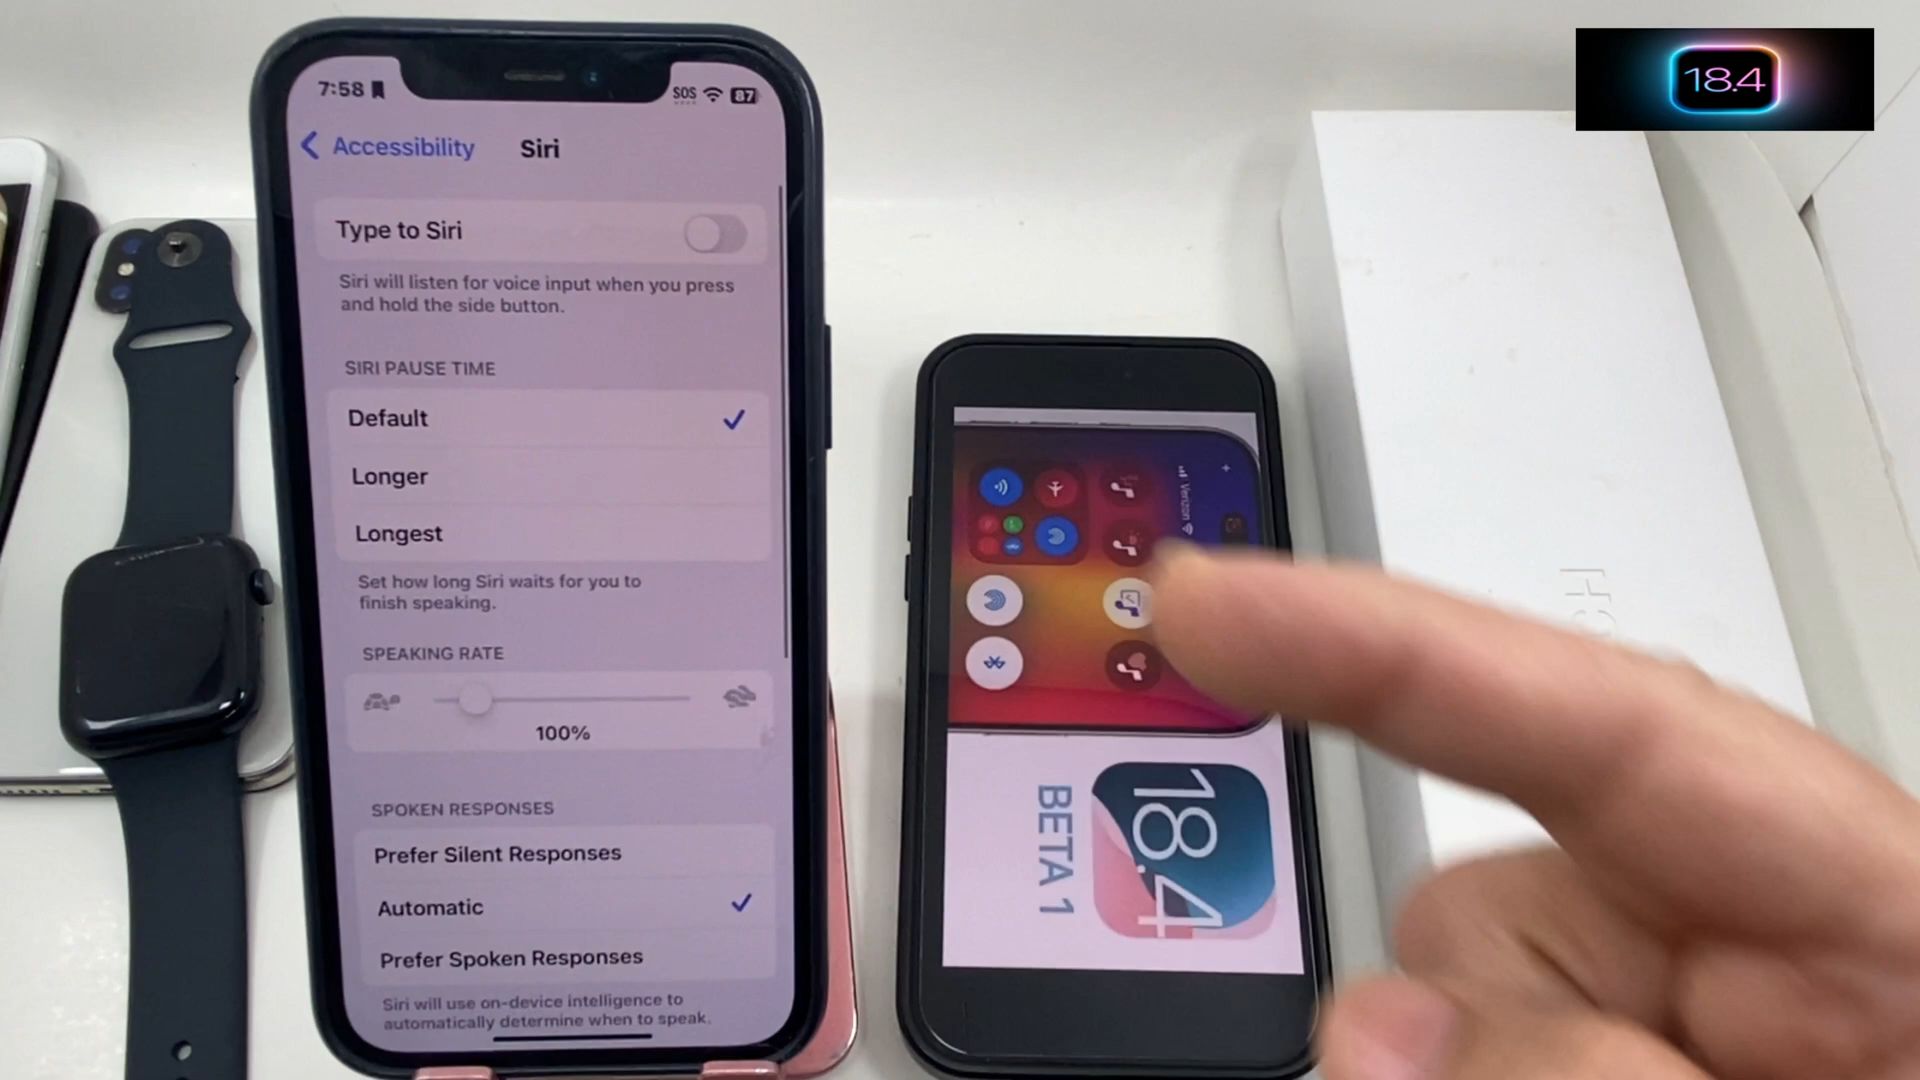 7:58
SOS
87
Accessibility
Siri
Type to Siri
Siri will listen for voice input when you press
and hold the side button.
SIRI PAUSE TIME
Default
Longer
Longest
Set how long Siri waits for you to
finish speaking.
SPEAKING RATE
100%
SPOKEN RESPONSES
Prefer Silent Responses
Automatic
Prefer Spoken Responses
Siri will use on-device intelligence to
automatically determine when to speak.
Verizon
18.4
BETA 1
18.4